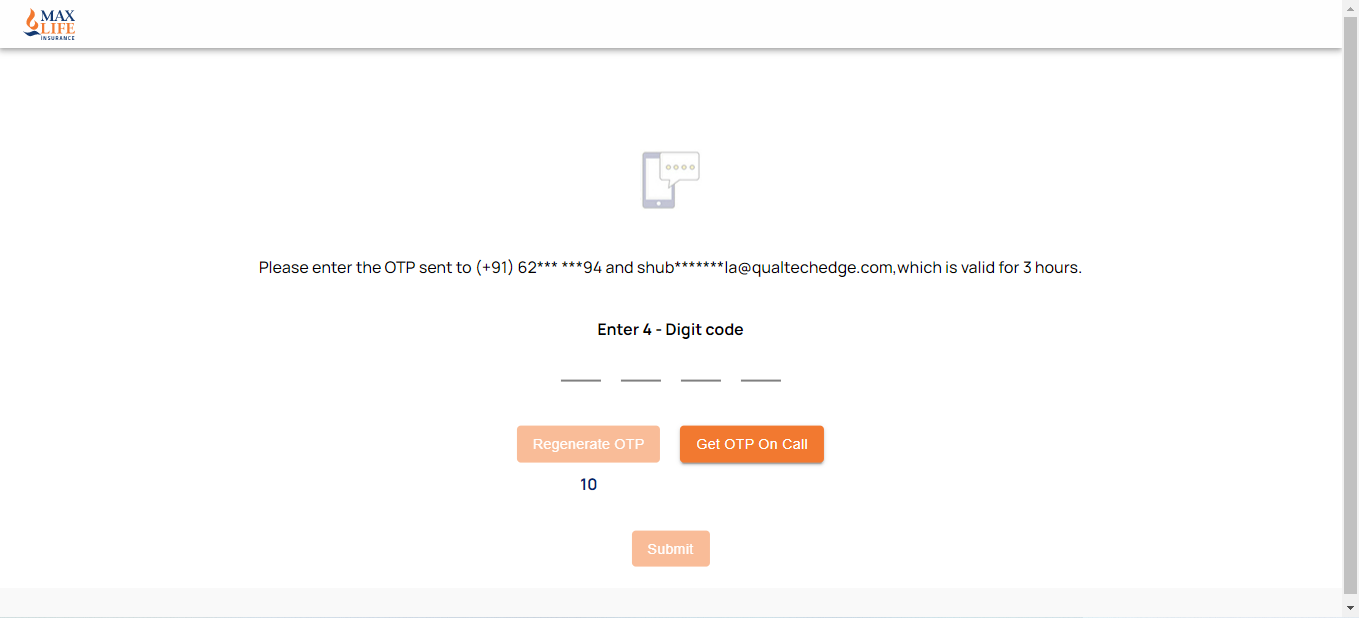 MAX
LIFE
INSURANCE
Please enter the OTP sent to (+91) 62*** ***94 and shub*******la@qualtechedge.com,which is valid for 3 hours.
Enter 4 - Digit code
Regenerate OTP Get OTP On Call
10
Submit